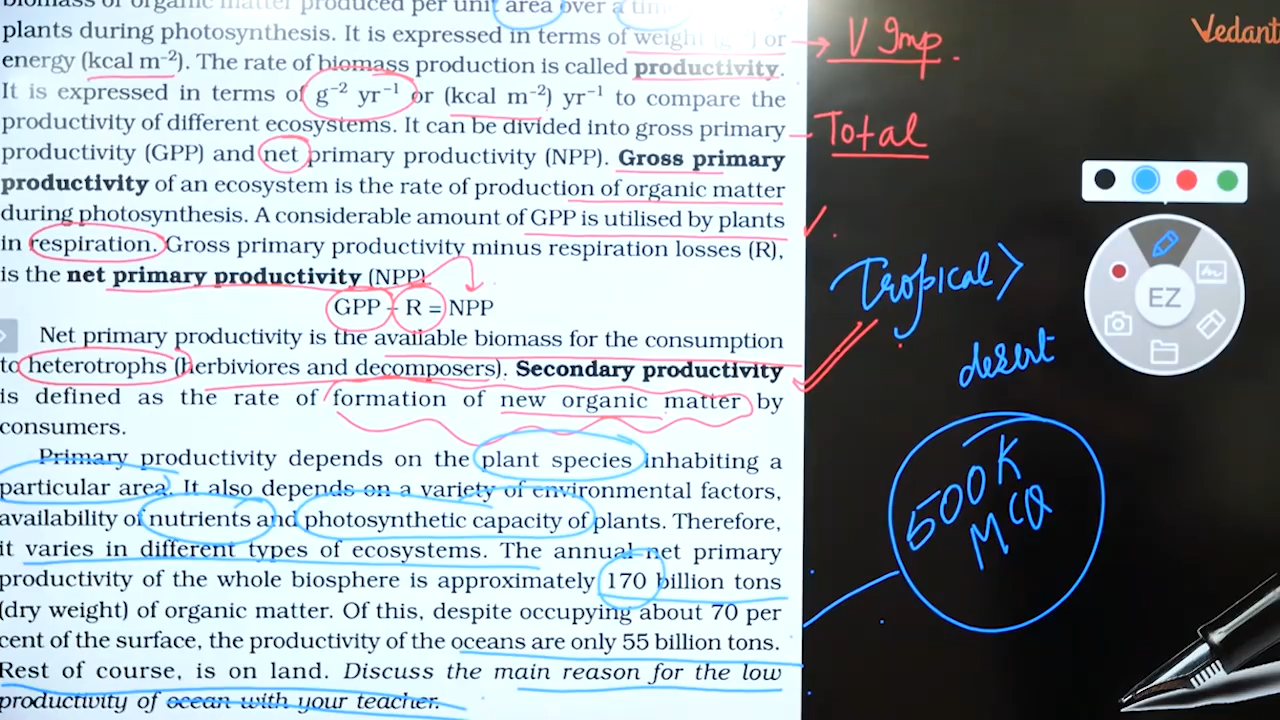 biomass or organic matter produced per unit area over a time
plants during photosynthesis. It is expressed in terms of weight (g⁻²) or
energy (kcal m⁻²). The rate of biomass production is called productivity.
It is expressed in terms of g⁻² yr⁻¹ or (kcal m⁻²) yr⁻¹ to compare the
productivity of different ecosystems. It can be divided into gross primary
productivity (GPP) and net primary productivity (NPP). Gross primary
productivity of an ecosystem is the rate of production of organic matter
during photosynthesis. A considerable amount of GPP is utilised by plants
in respiration. Gross primary productivity minus respiration losses (R),
is the net primary productivity (NPP).
GPP – R = NPP
Net primary productivity is the available biomass for the consumption
to heterotrophs (herbiviores and decomposers). Secondary productivity
is defined as the rate of formation of new organic matter by
consumers.
Primary productivity depends on the plant species inhabiting a
particular area. It also depends on a variety of environmental factors,
availability of nutrients and photosynthetic capacity of plants. Therefore,
it varies in different types of ecosystems. The annual net primary
productivity of the whole biosphere is approximately 170 billion tons
(dry weight) of organic matter. Of this, despite occupying about 70 per
cent of the surface, the productivity of the oceans are only 55 billion tons.
Rest of course, is on land. Discuss the main reason for the low
productivity of ocean with your teacher.
V Imp.
Total
Tropical >
desert
500K
MCQ
Vedant
EZ